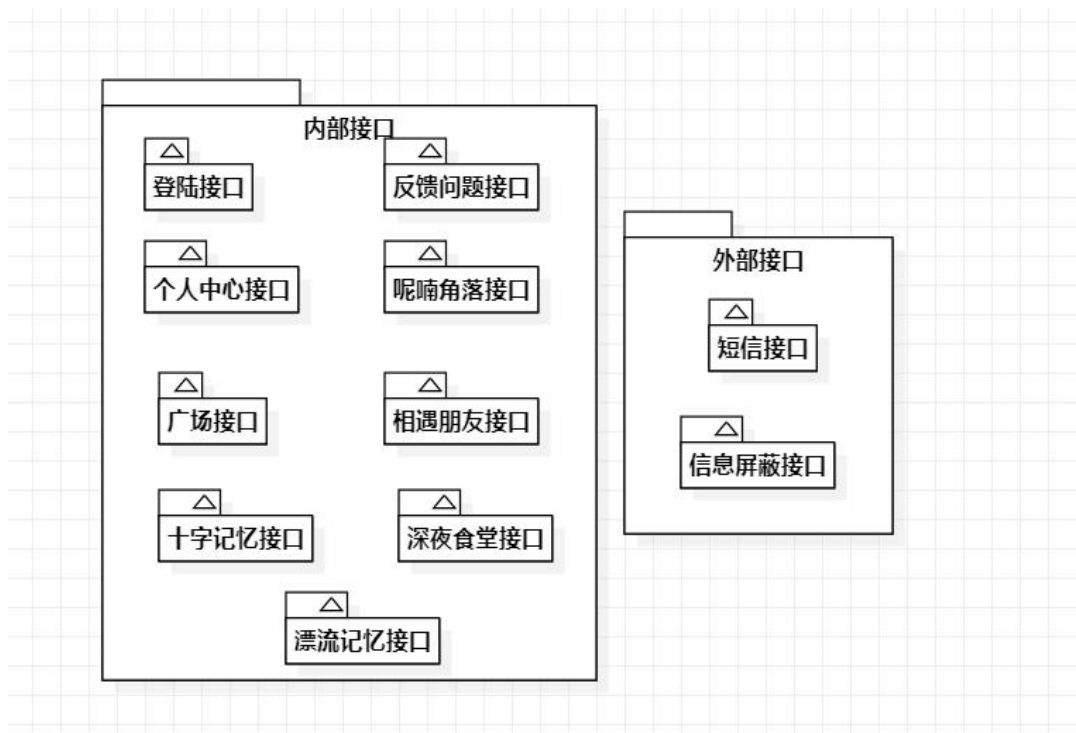 内部接口
登陆接口
反馈问题接口
个人中心接口
呢喃角落接口
广场接口
相遇朋友接口
十字记忆接口
深夜食堂接口
漂流记忆接口
外部接口
短信接口
信息屏蔽接口